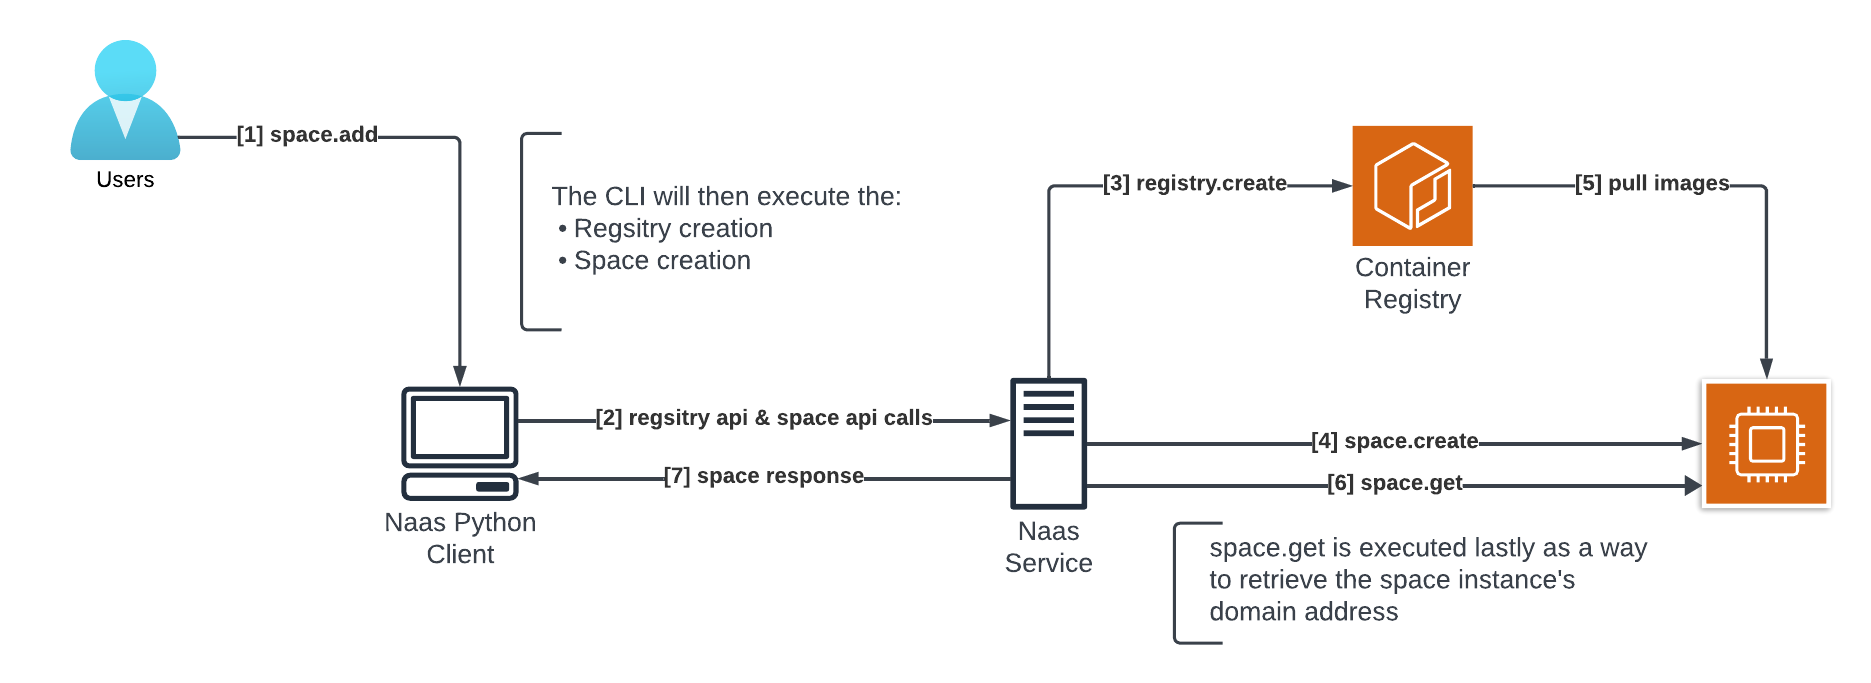 [1] space.add
Users
The CLI will then execute the:
• Regsitry creation
• Space creation
[3] registry.create
[5] pull images
Container
Registry
[2] regsitry api & space api calls
[7] space response
[4] space.create
[6] space.get
Naas Python
Client
Naas
Service
space.get is executed lastly as a way
to retrieve the space instance's
domain address